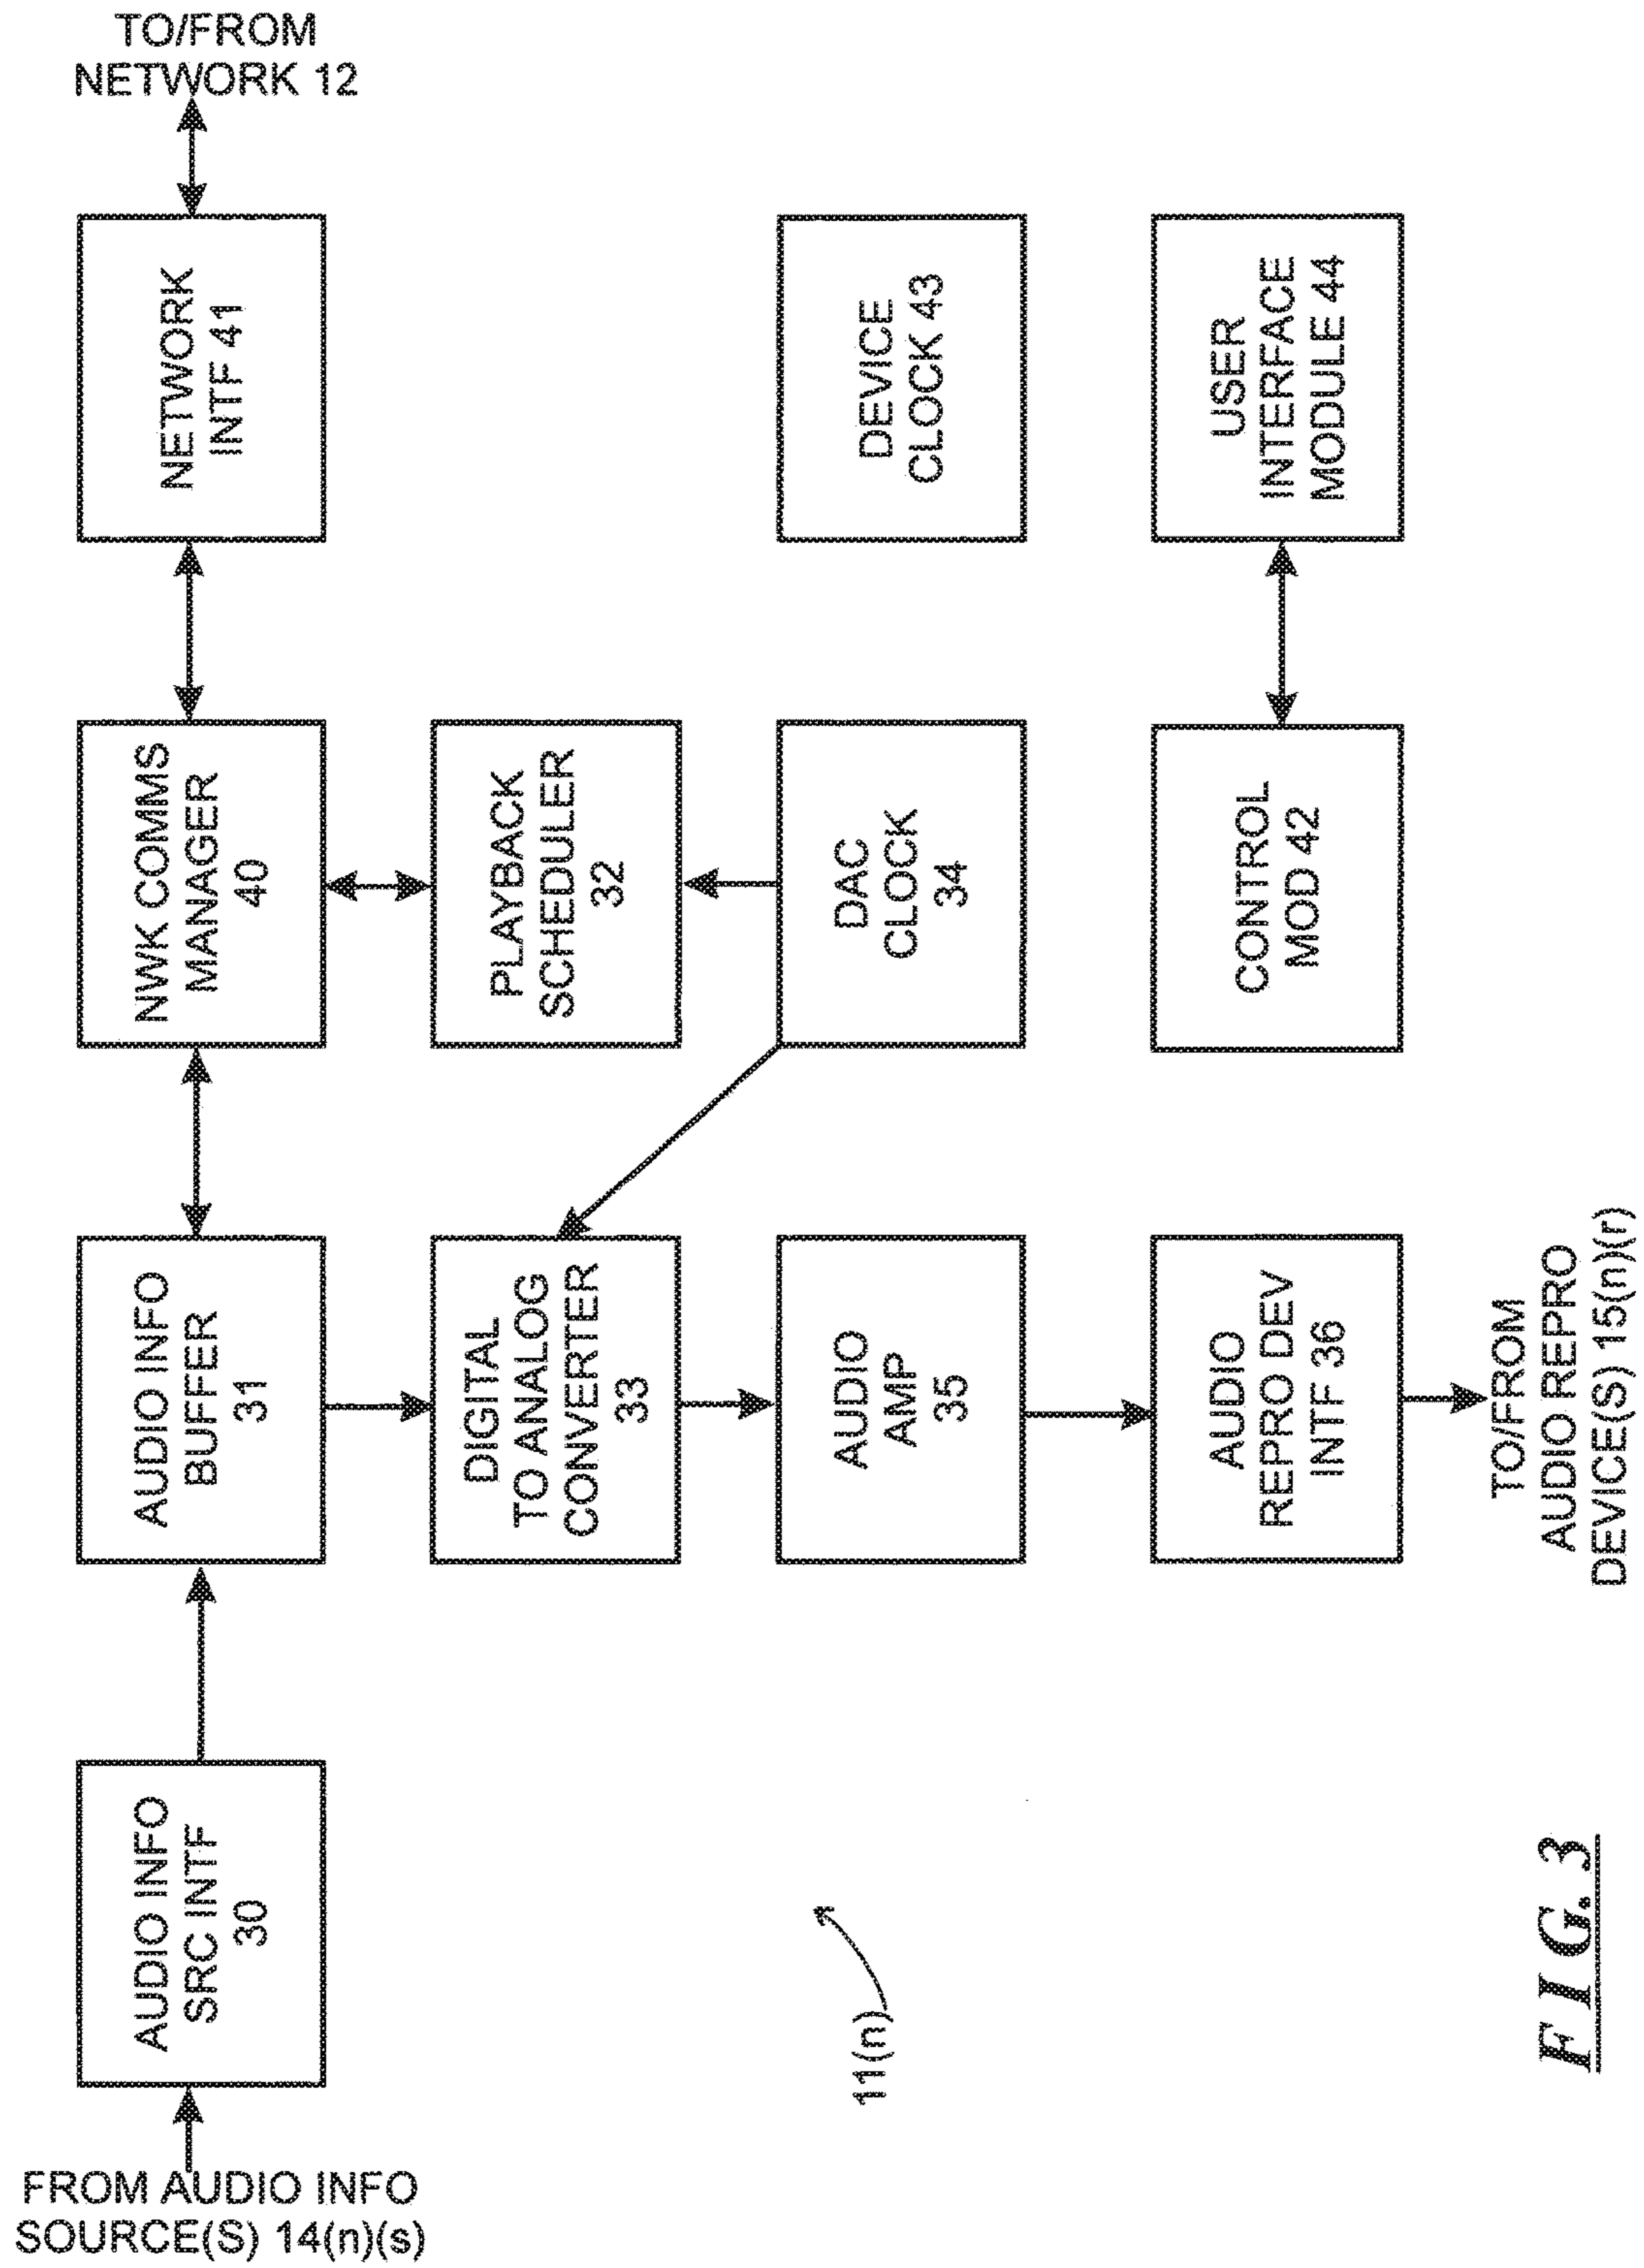 FROM AUDIO INFO
SOURCE(S) 14(n)(s)
AUDIO INFO
SRC INTF
30
AUDIO INFO
BUFFER
31
NWK COMMS
MANAGER
40
NETWORK
INTF 41
TO/FROM
NETWORK 12
DIGITAL
TO ANALOG
CONVERTER
33
PLAYBACK
SCHEDULER
32
AUDIO
AMP
35
DAC
CLOCK
34
DEVICE
CLOCK 43
11(n)
AUDIO
REPRO DEV
INTF 36
CONTROL
MOD 42
USER
INTERFACE
MODULE 44
TO/FROM
AUDIO REPRO
DEVICE(S) 15(n)(r)
FIG. 3